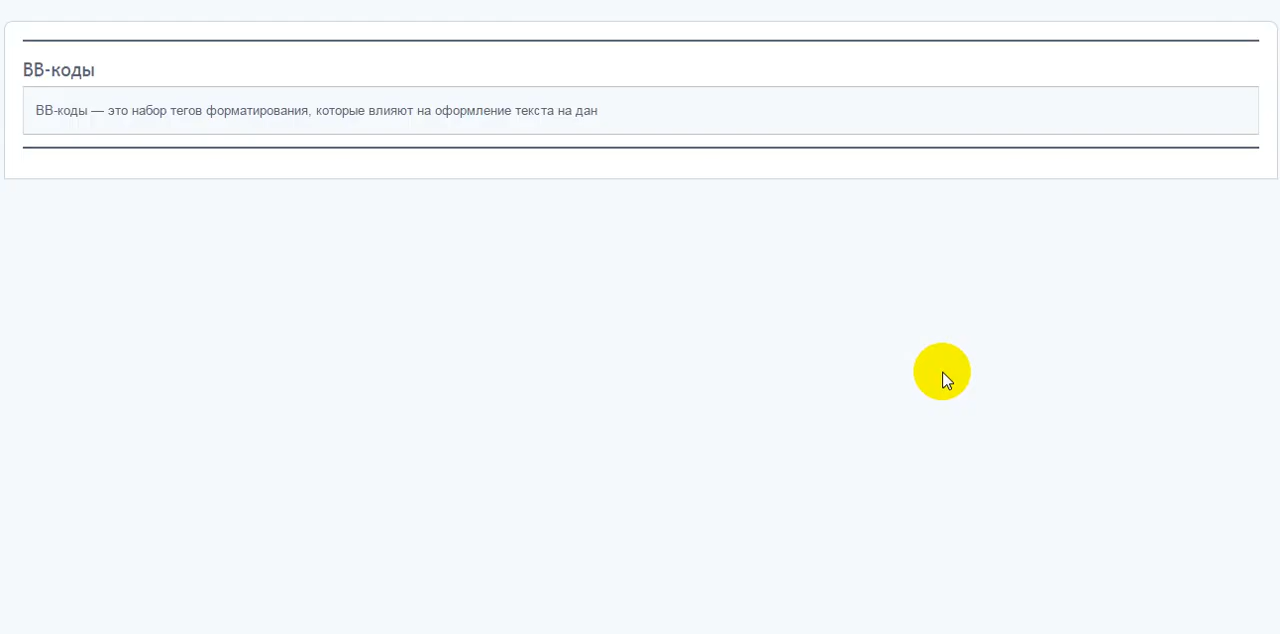 BB-коды
BB-коды — это набор тегов форматирования, которые влияют на оформление текста на дан